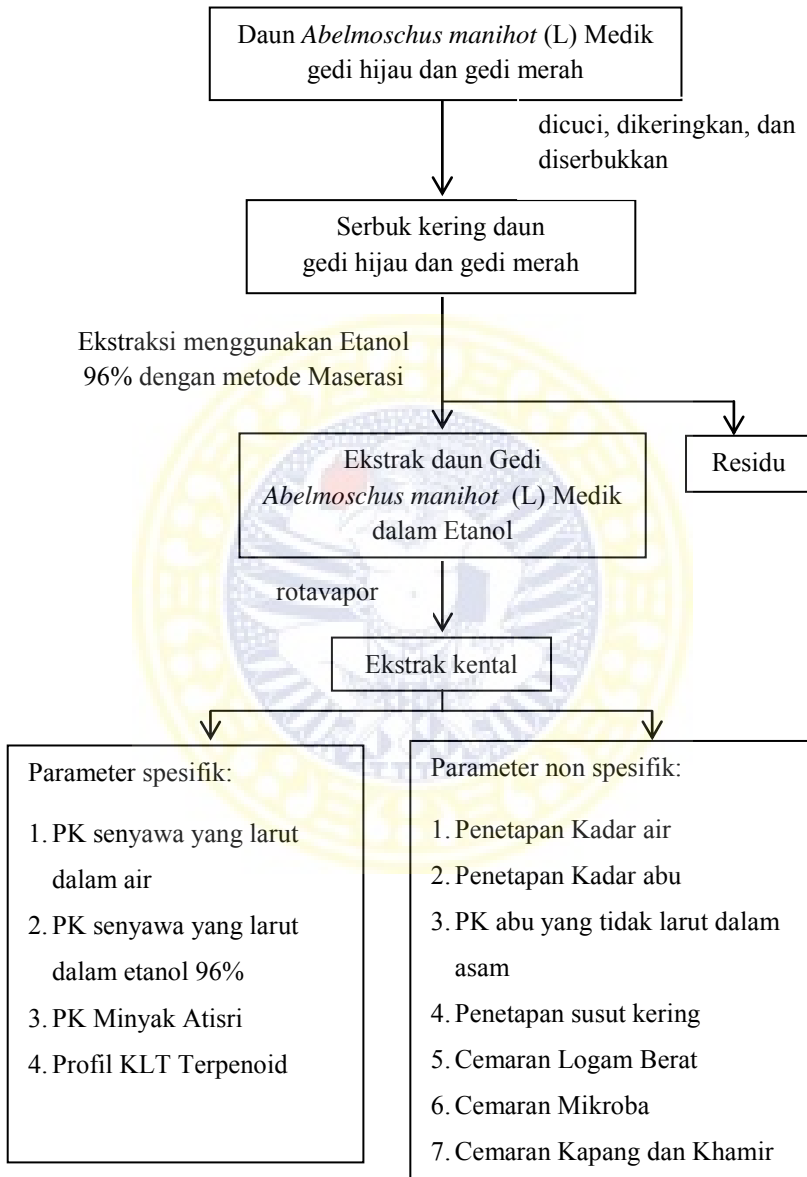 Daun Abelmoschus manihot (L) Medik
gedi hijau dan gedi merah
dicuci, dikeringkan, dan
diserbukkan
Serbuk kering daun
gedi hijau dan gedi merah
Ekstraksi menggunakan Etanol
96% dengan metode Maserasi
Ekstrak daun Gedi
Abelmoschus manihot (L) Medik
dalam Etanol
Residu
rotavapor
Ekstrak kental
Parameter spesifik:
1. PK senyawa yang larut
dalam air
2. PK senyawa yang larut
dalam etanol 96%
3. PK Minyak Atisri
4. Profil KLT Terpenoid
Parameter non spesifik:
1. Penetapan Kadar air
2. Penetapan Kadar abu
3. PK abu yang tidak larut dalam
asam
4. Penetapan susut kering
5. Cemaran Logam Berat
6. Cemaran Mikroba
7. Cemaran Kapang dan Khamir